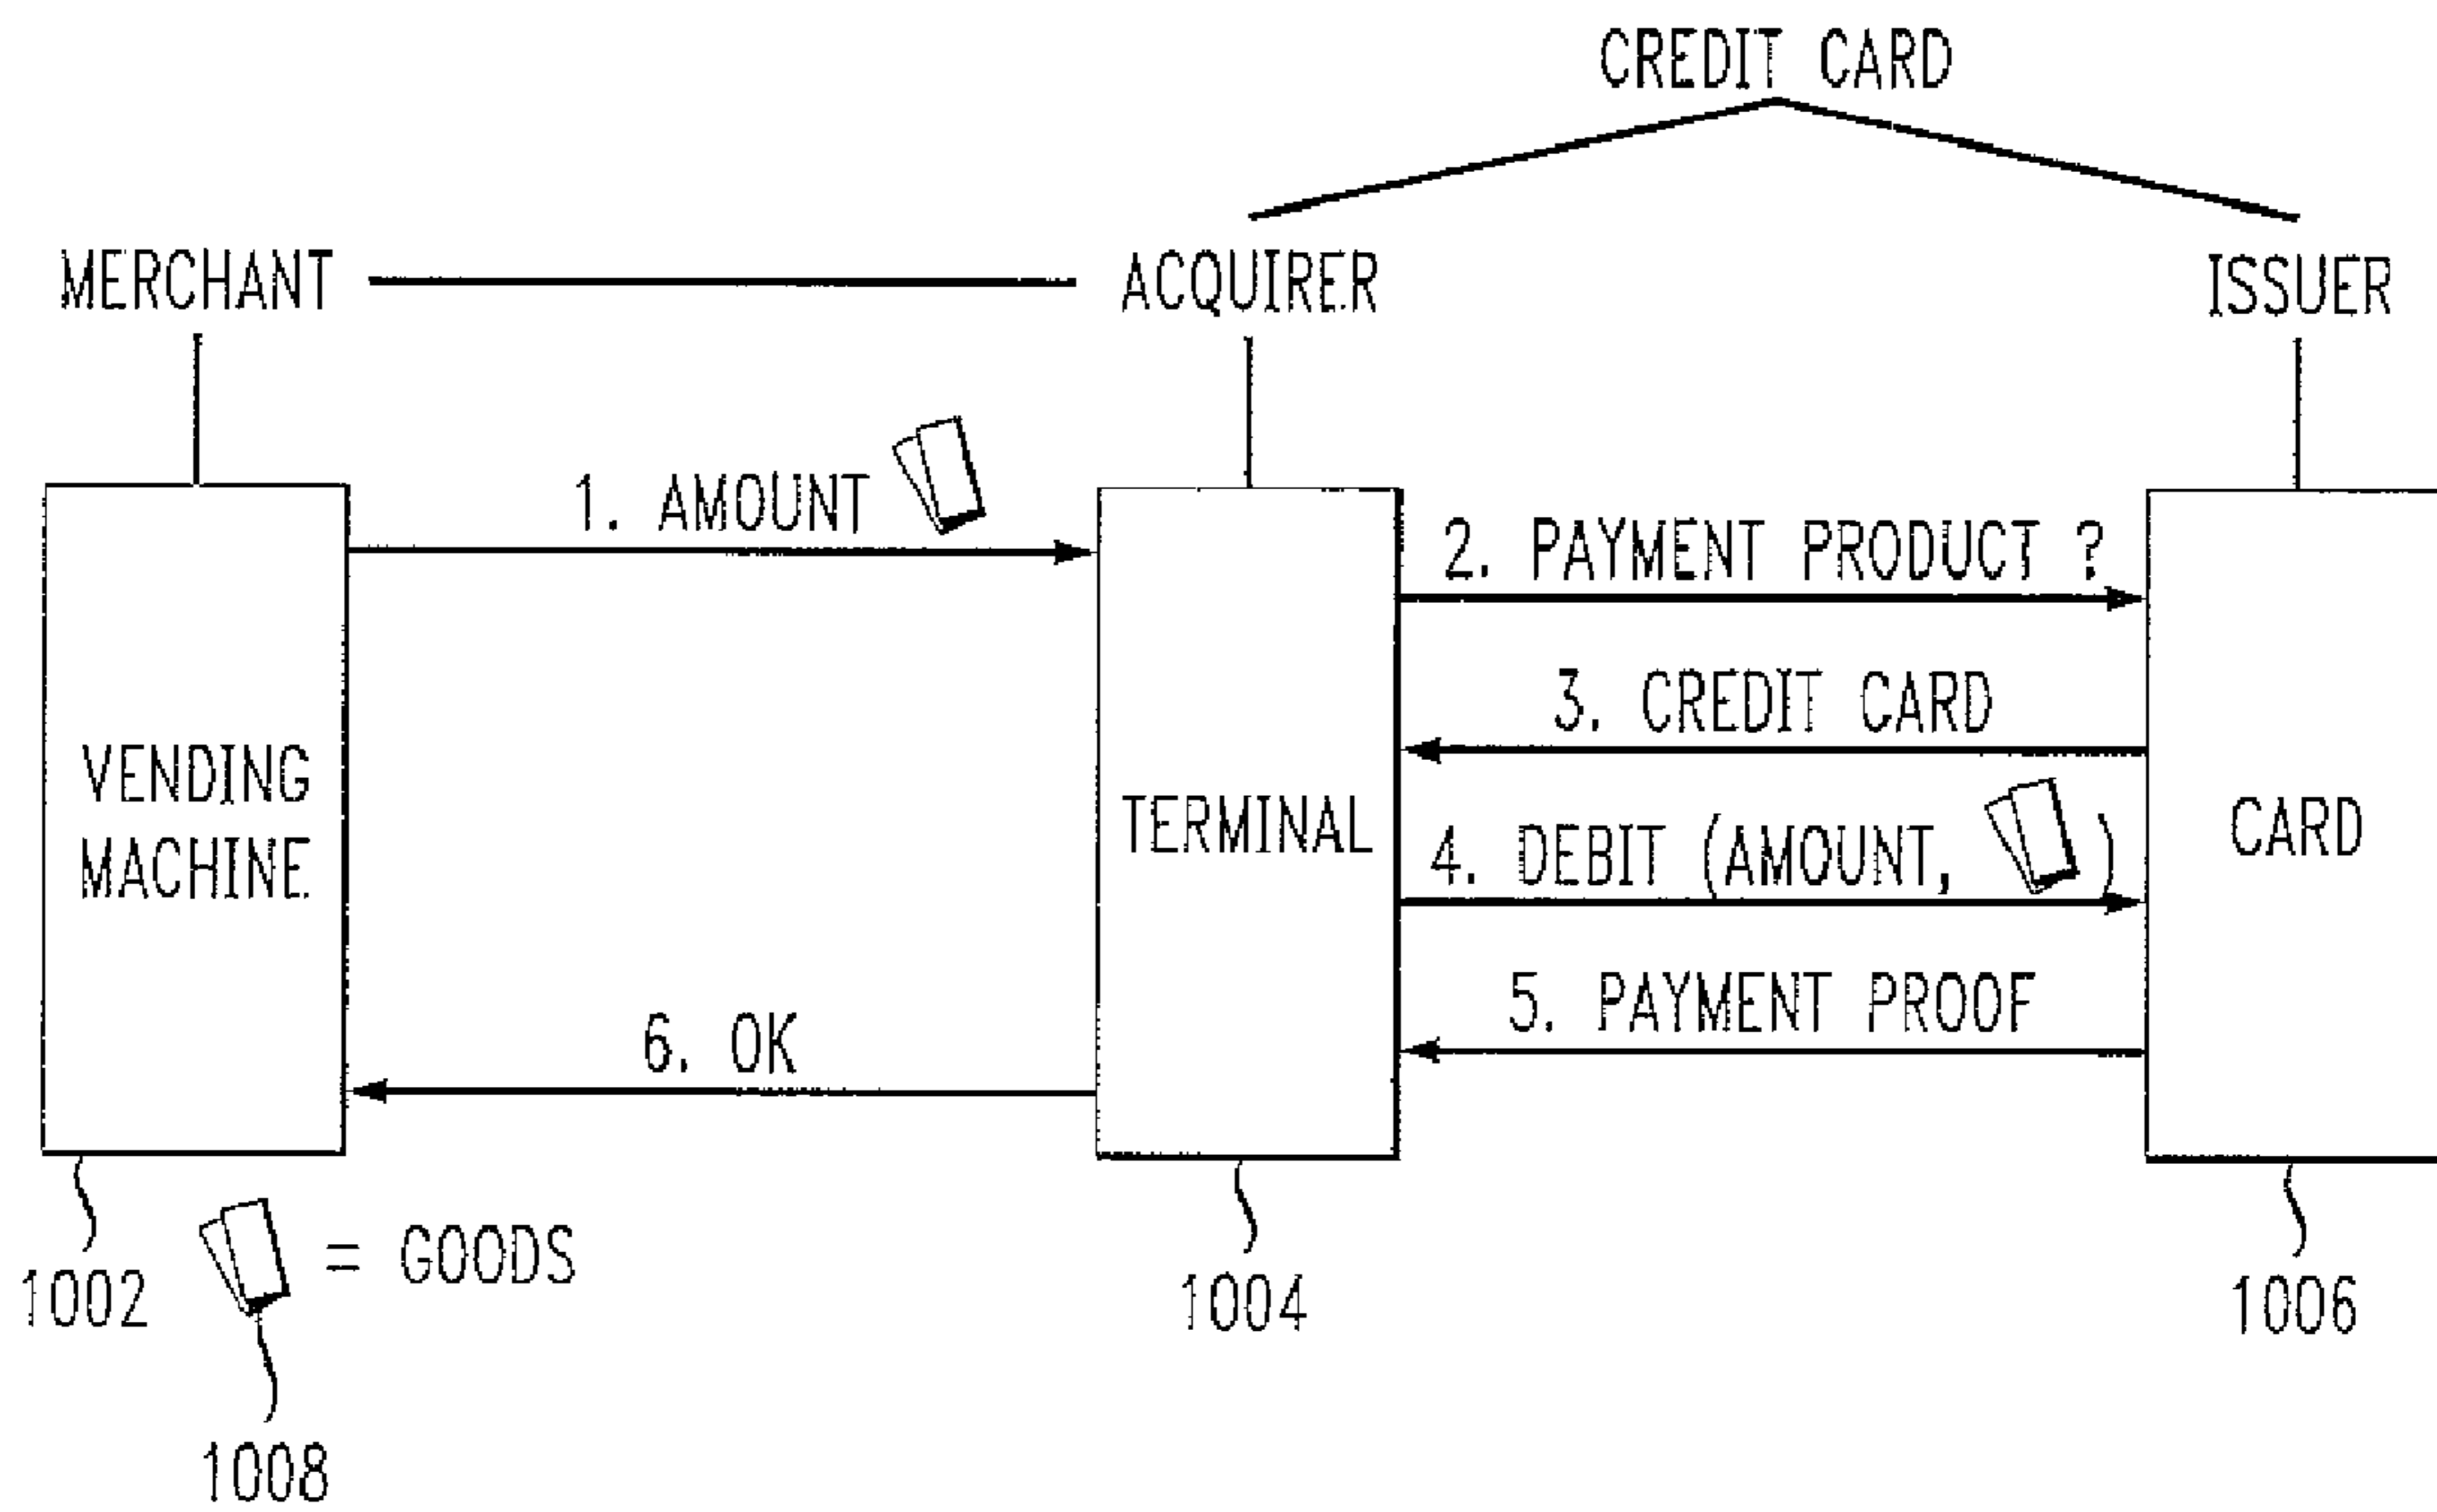 CREDIT CARD
MERCHANT
ACQUIRER
ISSUER
1. AMOUNT
2. PAYMENT PRODUCT ?
3. CREDIT CARD
VENDING
MACHINE
TERMINAL
4. DEBIT (AMOUNT, )
CARD
5. PAYMENT PROOF
6. OK
= GOODS
1002
1004
1006
1008